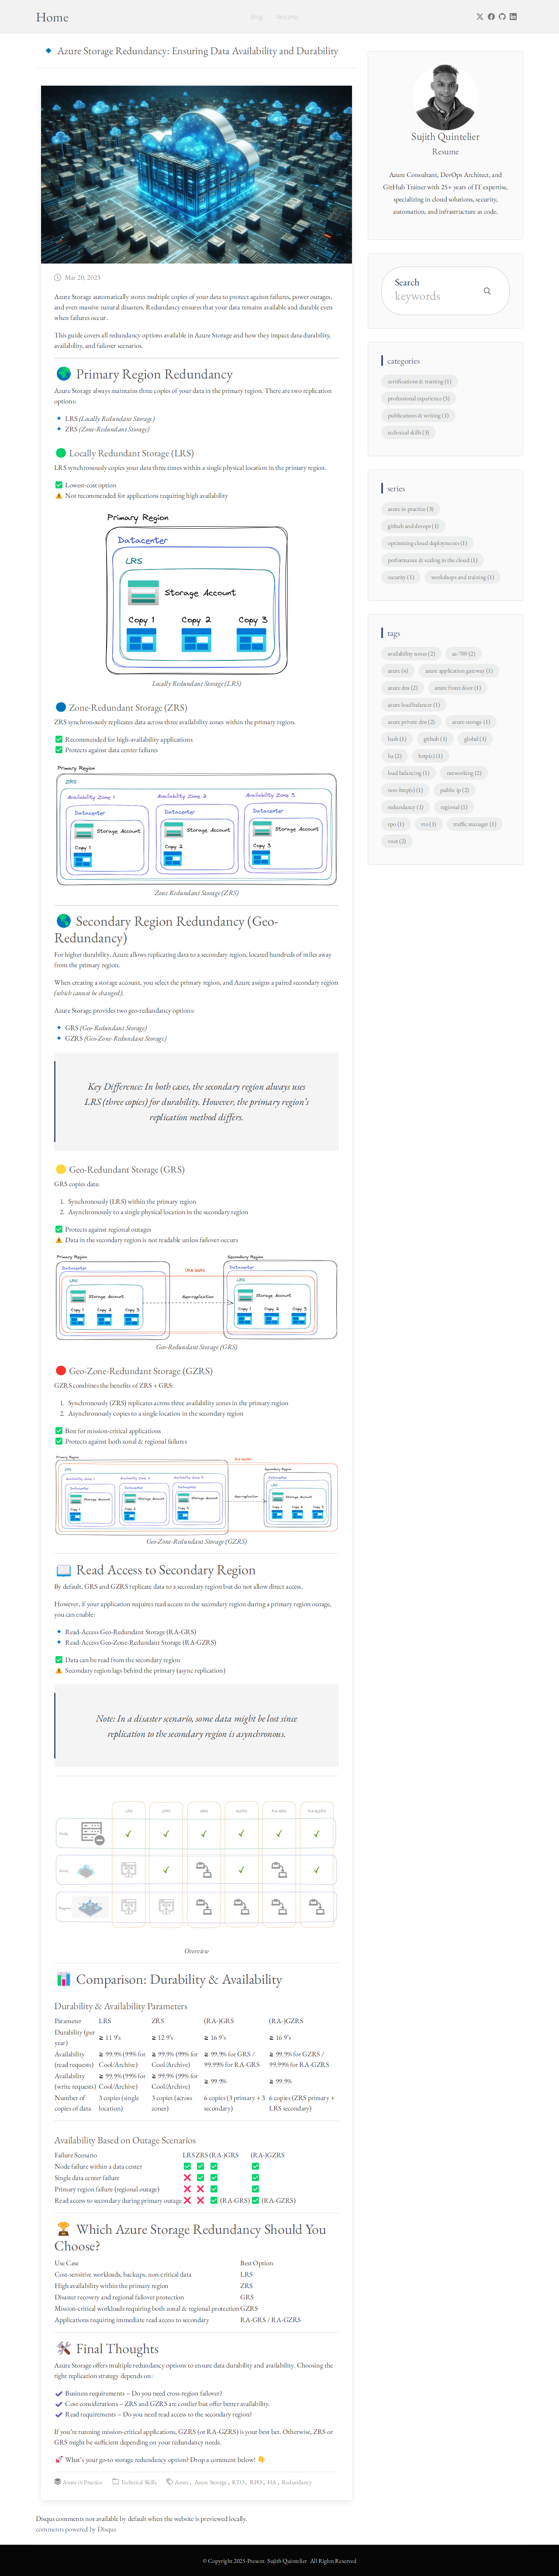 Home
Blog Resume
Azure Storage Redundancy: Ensuring Data Availability and Durability
Mar 20, 2025
Azure Storage automatically stores multiple copies of your data to protect against failures, power outages,
and even massive natural disasters. Redundancy ensures that your data remains available and durable even
when failures occur.
This guide covers all redundancy options available in Azure Storage and how they impact data durability,
availability, and failover scenarios.
🌎 Primary Region Redundancy
Azure Storage always maintains three copies of your data in the primary region. There are two replication
options:
🔹 LRS (Locally Redundant Storage)
🔹 ZRS (Zone-Redundant Storage)
🟢 Locally Redundant Storage (LRS)
LRS synchronously copies your data three times within a single physical location in the primary region.
✅ Lowest-cost option
⚠️ Not recommended for applications requiring high availability
Primary Region
Datacenter
LRS
Storage Account
Copy 1 Copy 2 Copy 3
Locally Redundant Storage (LRS)
🔵 Zone-Redundant Storage (ZRS)
ZRS synchronously replicates data across three availability zones within the primary region.
✅ Recommended for high-availability applications
✅ Protects against data center failures
Primary Region
ZRS
Availability Zone 1 Availability Zone 2 Availability Zone 3
Datacenter Datacenter Datacenter
Storage Account Storage Account Storage Account
Copy 1 Copy 2 Copy 3
Zone Redundant Storage (ZRS)
🌎 Secondary Region Redundancy (Geo-
Redundancy)
For higher durability, Azure allows replicating data to a secondary region, located hundreds of miles away
from the primary region.
When creating a storage account, you select the primary region, and Azure assigns a paired secondary region
(which cannot be changed).
Azure provides two geo-redundancy options:
🔹 GRS (Geo-Redundant Storage)
🔹 GZRS (Geo-Zone-Redundant Storage)
Key Difference: In both cases, the secondary region always uses
LRS (three copies) for durability. However, the primary region's
replication method differs.
🟡 Geo-Redundant Storage (GRS)
GRS copies data:
1. Synchronously (LRS) within the primary region
2. Asynchronously to a single physical location in the secondary region
✅ Protects against regional outages
⚠️ Data in the secondary region is not readable unless failover occurs
Primary Region Secondary Region
Datacenter Datacenter
LRS LRS
Storage Account Storage Account
Copy 1 Copy 2 Copy 3 Copy 1 Copy 2 Copy 3
Geo-replication
Geo-Redundant Storage (GRS)
🔴 Geo-Zone-Redundant Storage (GZRS)
GZRS combines the benefits of ZRS + GRS:
1. Synchronously (ZRS) replicates across three availability zones in the primary region
2. Asynchronously copies to a single location in the secondary region
✅ Best for mission-critical applications
✅ Protects against both zonal & regional failures
Primary Region
Secondary Region
Availability Zone 1 Availability Zone 2 Availability Zone 3
Datacenter Datacenter Datacenter Datacenter
Storage Account Storage Account Storage Account Storage Account
Geo-replication
Copy 1 Copy 2 Copy 3 Copy 1 Copy 2 Copy 3
Geo-Zone-Redundant Storage (GZRS)
📖 Read Access to Secondary Region
By default, GRS and GZRS replicate data to a secondary region but do not allow direct access.
However, if your application requires read access to the secondary region during a primary region outage,
you can enable:
🔹 Read-Access Geo-Redundant Storage (RA-GRS)
🔹 Read-Access Geo-Zone-Redundant Storage (RA-GZRS)
✅ Data can be read from the secondary region
⚠️ Secondary region lags behind the primary (async replication)
Note: In a disaster scenario, some data might be lost since
replication to the secondary region is asynchronous.
LRS ZRS GRS GZRS RA-GRS RA-GZRS
Zone
Region
Overview
📊 Comparison: Durability & Availability
Durability & Availability Parameters
Parameter LRS ZRS (RA-)GRS (RA-)GZRS
Durability (per year) ≥ 11 9's ≥ 12 9's ≥ 16 9's ≥ 16 9's
Availability (read requests) ≥ 99.9% (99% for Cool/Archive) ≥ 99.9% (99% for Cool/Archive) ≥ 99.9% for GRS / 99.99% for RA-GRS ≥ 99.9% for GZRS / 99.99% for RA-GZRS
Availability (write requests) ≥ 99.9% (99% for Cool/Archive) ≥ 99.9% (99% for Cool/Archive) ≥ 99.9% ≥ 99.9%
Number of copies of data 3 copies (single location) 3 copies (across zones) 6 copies (3 primary + 3 secondary) 6 copies (ZRS primary + LRS secondary)
Availability Based on Outage Scenarios
Failure Scenario LRS ZRS (RA-)GRS (RA-)GZRS
Node failure within a data center ✅ ✅ ✅ ✅
Single data center failure ❌ ✅ ✅ ✅
Primary region failure (regional outage) ❌ ❌ ✅ ✅
Read access to secondary during primary outage ❌ ❌ ✅ (RA-GRS) ✅ (RA-GZRS)
🏆 Which Azure Storage Redundancy Should You
Choose?
Use Case Best Option
Cost-sensitive workloads, backups, non-critical data LRS
High availability within the primary region ZRS
Disaster recovery and regional failover protection GRS
Mission-critical workloads requiring both zonal & regional protection GZRS
Applications requiring immediate read access to secondary RA-GRS / RA-GZRS
🛠️ Final Thoughts
Azure Storage offers multiple redundancy options to ensure data durability and availability. Choosing the
right replication strategy depends on:
✔️ Business requirements – Do you need cross-region failover?
✔️ Cost considerations – ZRS and GZRS are costlier but offer better availability.
✔️ Read requirements – Do you need read access to the secondary region?
If you're running mission-critical applications, GZRS (or RA-GZRS) is your best bet. Otherwise, ZRS or
GRS might be sufficient depending on your redundancy needs.
🚀 What's your go-to storage redundancy option? Drop a comment below! 👇
Azure in Practice Technical Skills Azure, Azure Storage, RTO, RPO, HA, Redundancy
Disqus comments not available by default when the website is previewed locally.
comments powered by Disqus
Sujith Quintelier
Resume
Azure Consultant, DevOps Architect, and
GitHub Trainer with 25+ years of IT expertise,
specializing in cloud solutions, security,
automation, and infrastructure as code.
Search
keywords
categories
certifications & training (1)
professional experience (3)
publications & writing (1)
technical skills (3)
series
azure in practice (3)
github and devops (1)
optimizing cloud deployments (1)
performance & scaling in the cloud (1)
security (1) workshops and training (1)
tags
availability zones (2) az-700 (2)
azure (4) azure application gateway (1)
azure dns (2) azure front door (1)
azure load balancer (1)
azure private dns (2) azure storage (1)
bash (1) github (1) global (1)
ha (2) http(s) (1)
load balancing (1) networking (2)
non-http(s) (1) public ip (2)
redundancy (1) regional (1)
rpo (1) rto (1) traffic manager (1)
vnet (2)
© Copyright 2025-Present Sujith Quintelier All Rights Reserved